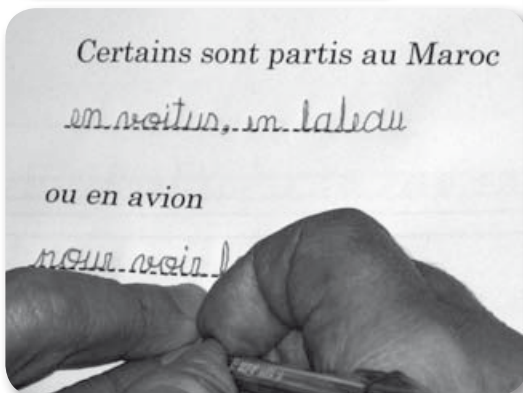 Certains sont partis au Maroc
en voitus, en lateau
ou en avion
pour voir l